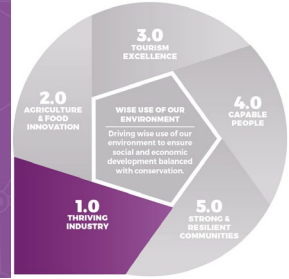 3.0
TOURISM
EXCELLENCE
2.0
AGRICULTURE
& FOOD
INNOVATION
WISE USE OF OUR
ENVIRONMENT
Driving wise use of our
environment to ensure
social and economic
development balanced
with conservation.
4.0
CAPABLE
PEOPLE
1.0
THRIVING
INDUSTRY
5.0
STRONG &
RESILIENT
COMMUNITIES